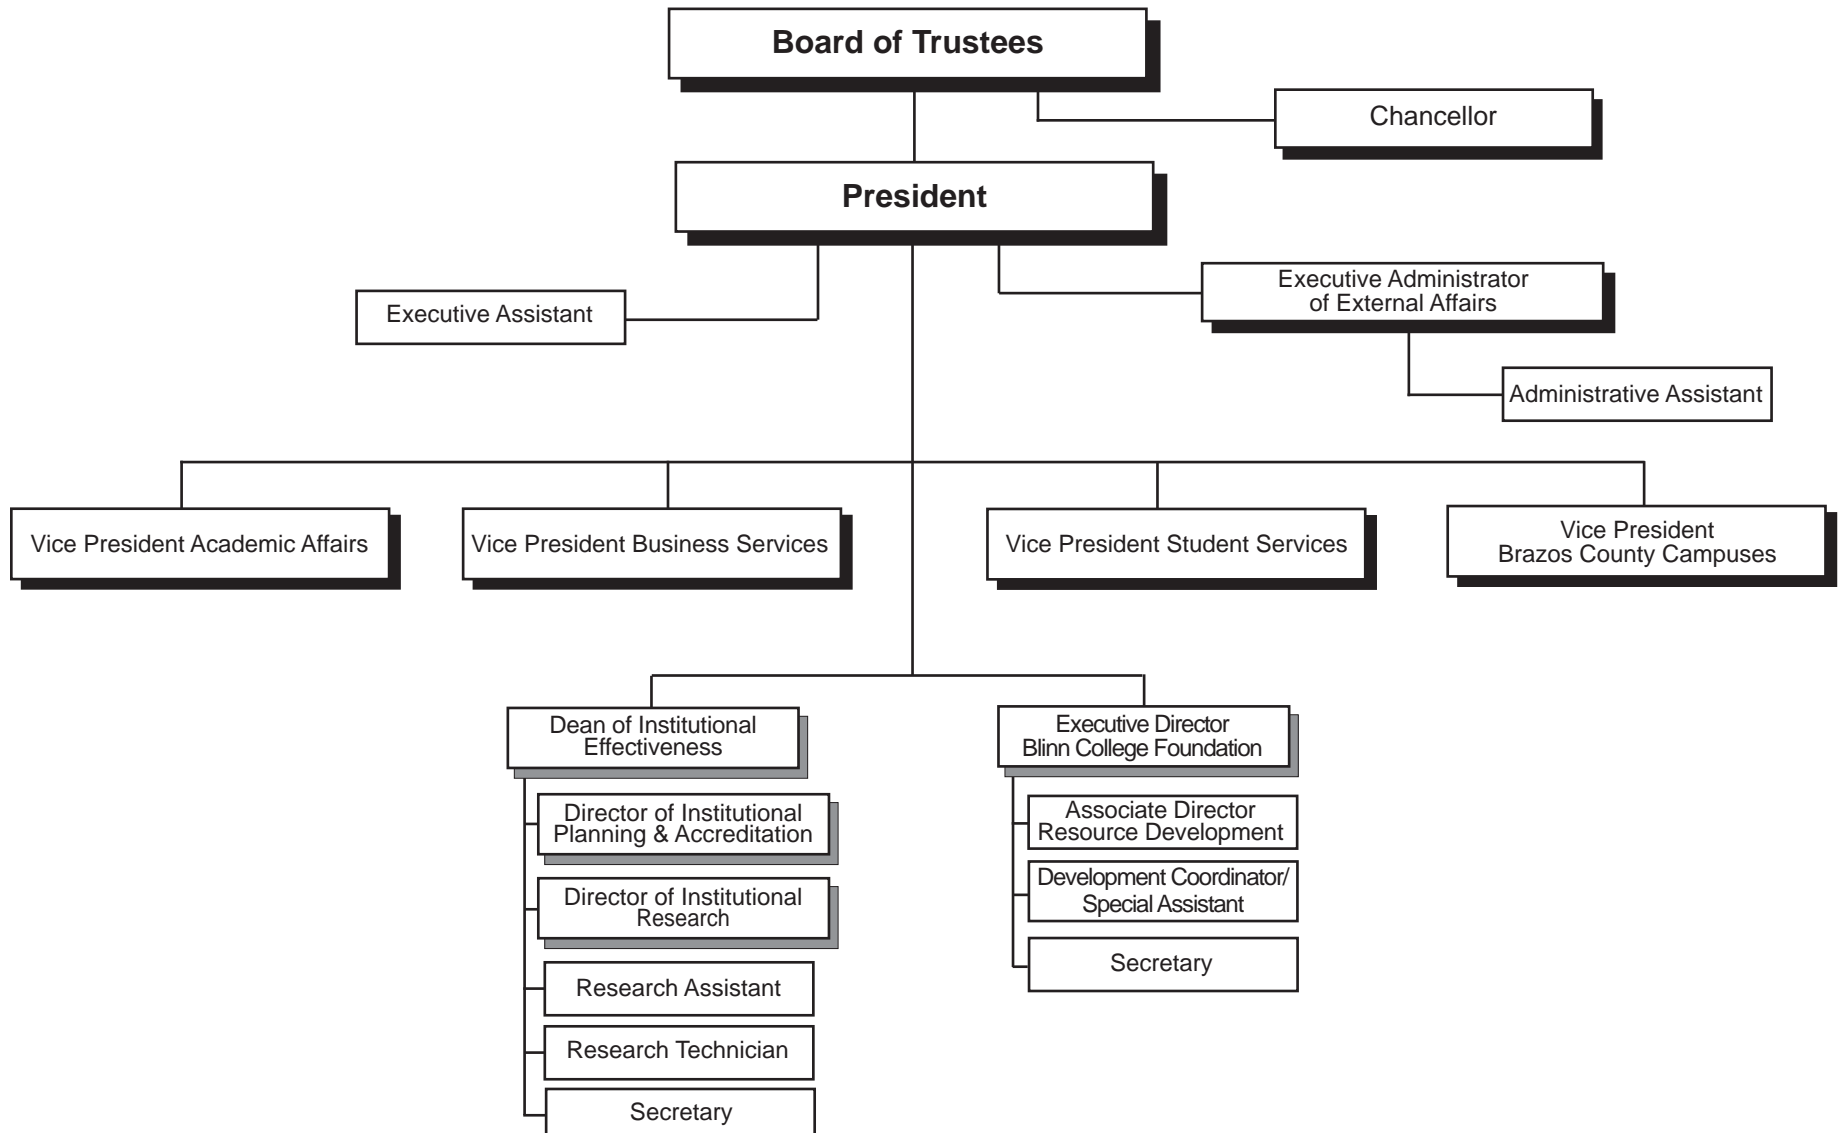 Board of Trustees
Chancellor
President
Executive Assistant
Executive Administrator
of External Affairs
Administrative Assistant
Vice President Academic Affairs
Vice President Business Services
Vice President Student Services
Vice President
Brazos County Campuses
Dean of Institutional
Effectiveness
Director of Institutional
Planning & Accreditation
Director of Institutional
Research
Research Assistant
Research Technician
Secretary
Executive Director
Blinn College Foundation
Associate Director
Resource Development
Development Coordinator/
Special Assistant
Secretary